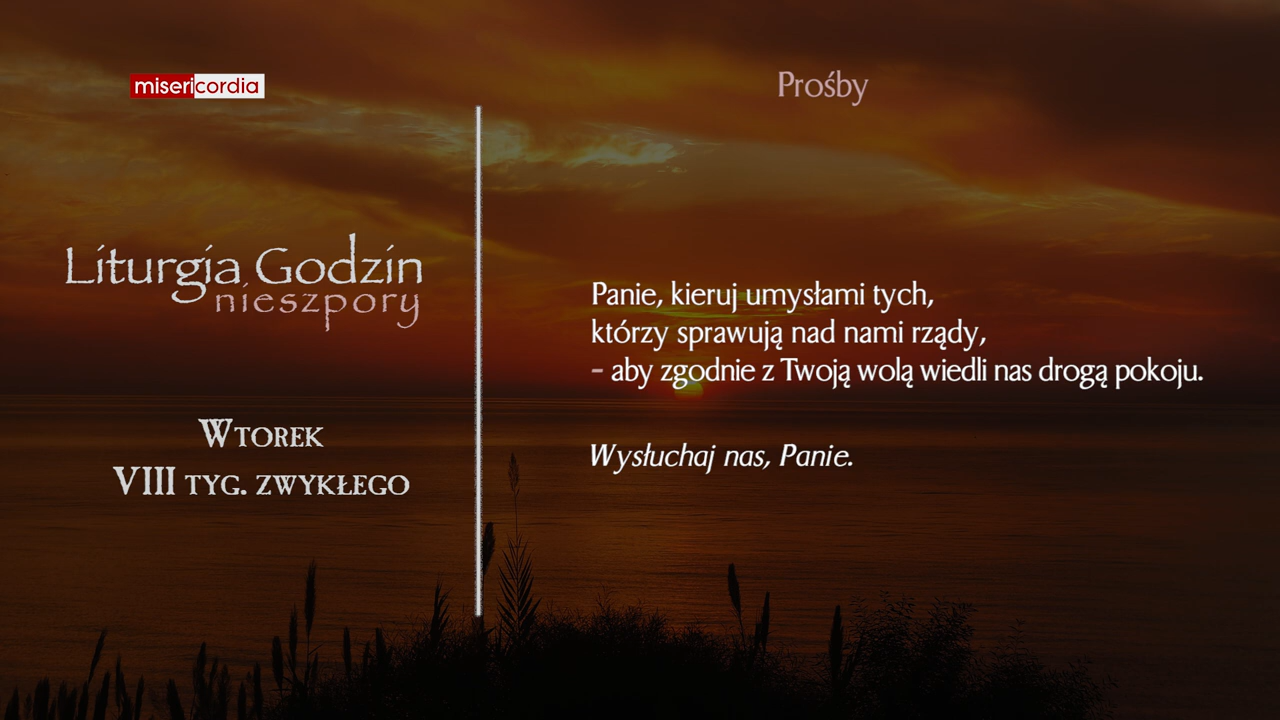 misericordia
Liturgia Godzin
nieszpory
Wtorek
VIII tyg. zwykłego
Prośby
Panie, kieruj umysłami tych,
którzy sprawują nad nami rządy,
- aby zgodnie z Twoją wolą wiedli nas drogą pokoju.
Wysłuchaj nas, Panie.